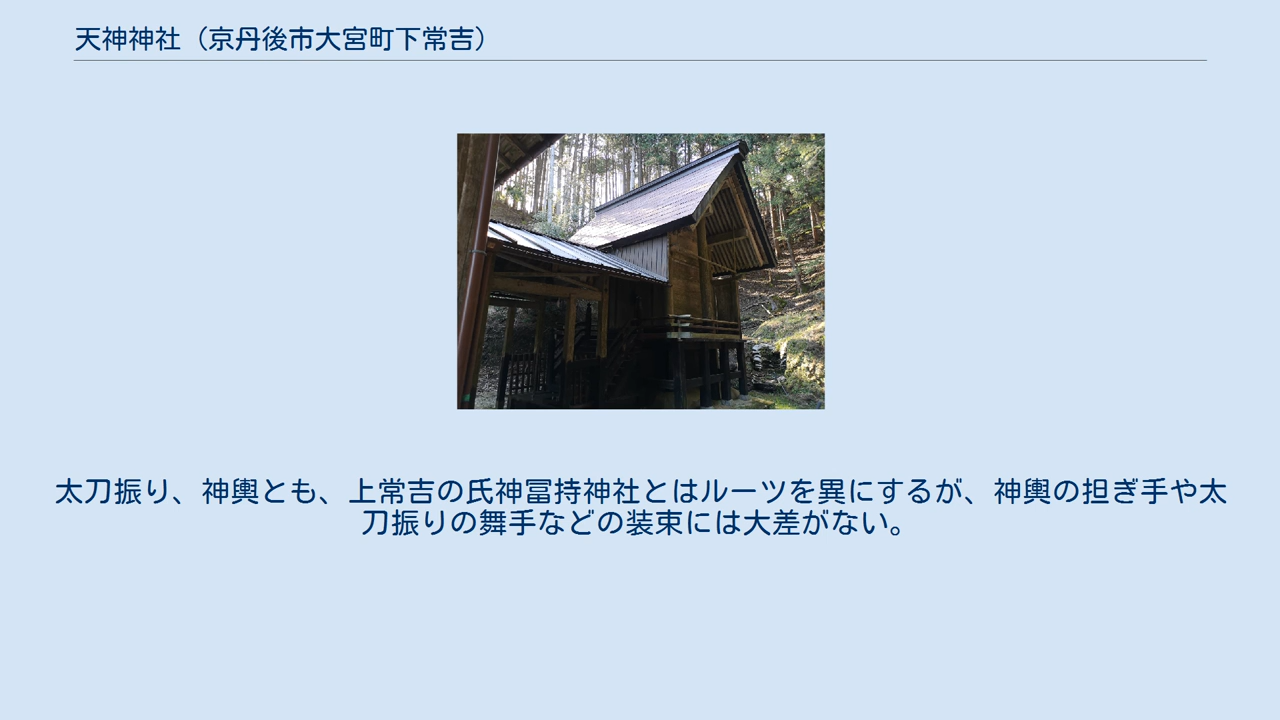 天神神社（京丹後市大宮町下常吉）
太刀振り、神輿とも、上常吉の氏神冨持神社とはルーツを異にするが、神輿の担ぎ手や太
刀振りの舞手などの装束には大差がない。